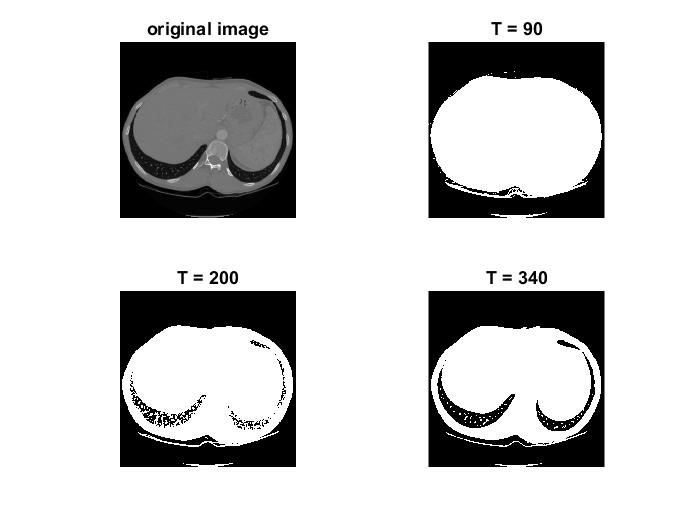 original image
T = 90
T = 200
T = 340